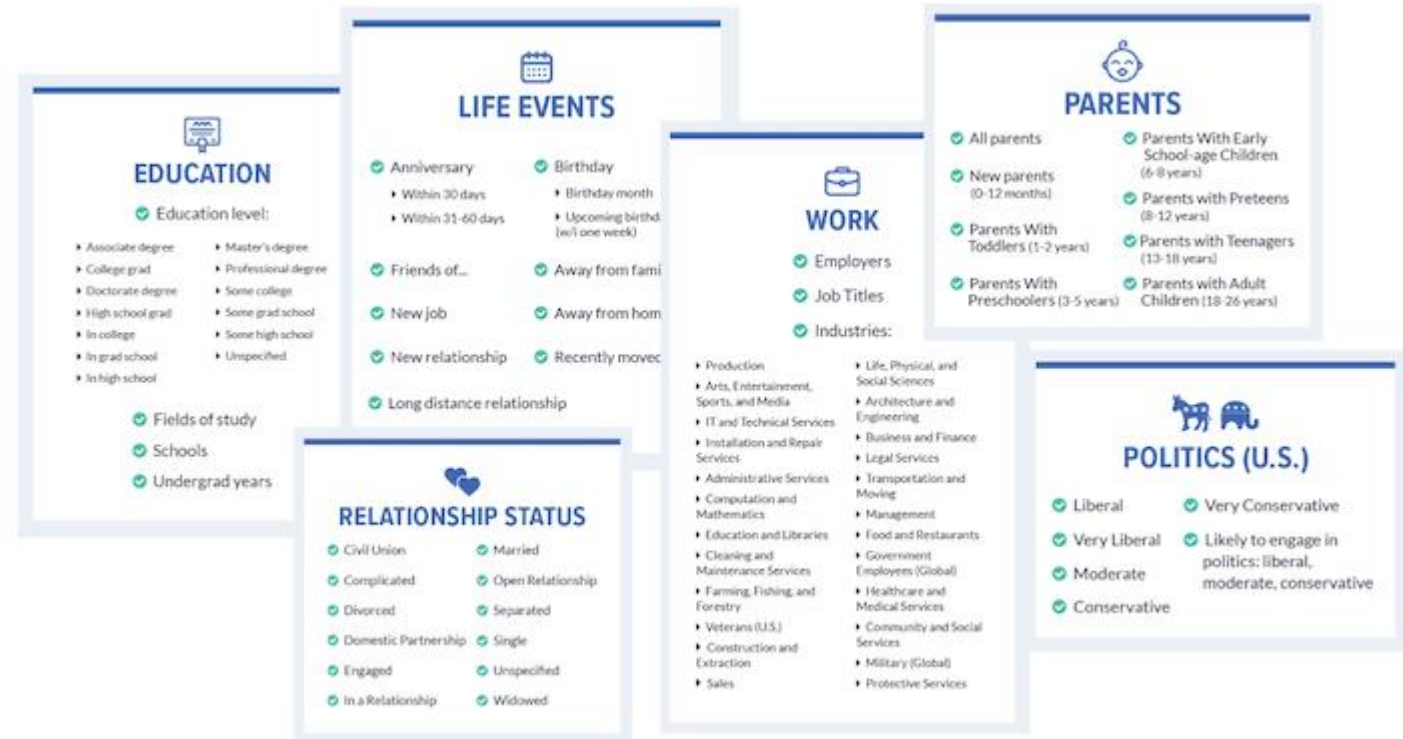 EDUCATION
Education level:
Associate degree
College grad
Doctorate degree
High school grad
In college
In grad school
In high school
Master's degree
Professional degree
Some college
Some grad school
Some high school
Unspecified
Fields of study
Schools
Undergrad years
LIFE EVENTS
Anniversary
Within 30 days
Within 31-60 days
Friends of...
New job
New relationship
Long distance relationship
Birthday
Birthday month
Upcoming birthd
(w/i one week)
Away from fami
Away from hom
Recently moved
RELATIONSHIP STATUS
Civil Union
Complicated
Divorced
Domestic Partnership
Engaged
In a Relationship
Married
Open Relationship
Separated
Single
Unspecified
Widowed
WORK
Employers
Job Titles
Industries:
Production
Arts, Entertainment,
Sports, and Media
IT and Technical Services
Installation and Repair
Services
Administrative Services
Computation and
Mathematics
Education and Libraries
Cleaning and
Maintenance Services
Farming, Fishing, and
Forestry
Veterans (U.S.)
Construction and
Extraction
Sales
Life, Physical, and
Social Sciences
Architecture and
Engineering
Business and Finance
Legal Services
Transportation and
Moving
Management
Food and Restaurants
Government
Employees (Global)
Healthcare and
Medical Services
Community and Social
Services
Military (Global)
Protective Services
PARENTS
All parents
New parents
(0-12 months)
Parents With
Toddlers (1-2 years)
Parents With
Preschoolers (3-5 years)
Parents With Early
School-age Children
(6-8 years)
Parents with Preteens
(8-12 years)
Parents with Teenagers
(13-18 years)
Parents with Adult
Children (18-26 years)
POLITICS (U.S.)
Liberal
Very Liberal
Moderate
Conservative
Very Conservative
Likely to engage in
politics: liberal,
moderate, conservative